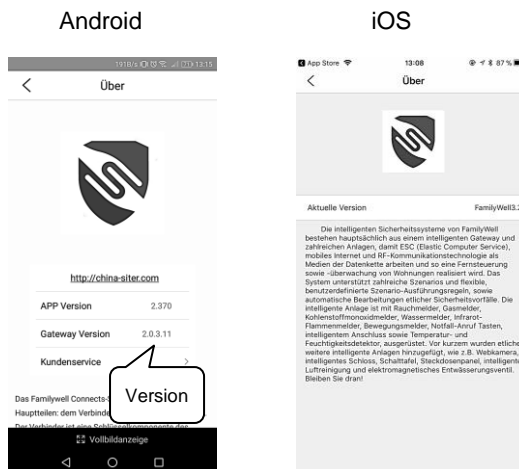 Android
iOS
191B/s 13:15
Über
http://china-siter.com
APP Version 2.370
Gateway Version 2.0.3.11
Kundenservice
Version
Das Familywell Connects-
Hauptteilen: dem Verbinde
Vollbildanzeige
App Store 13:08 87 %
Über
Aktuelle Version FamilyWell3.2
Die intelligenten Sicherheitssysteme von FamilyWell
bestehen hauptsächlich aus einem intelligenten Gateway und
zahlreichen Anlagen, damit ESC (Elastic Computer Service),
mobiles Internet und RF-Kommunikationstechnologie als
Medien der Datenkette arbeiten und so eine Fernsteuerung
sowie -überwachung von Wohnungen realisiert wird. Das
System unterstützt zahlreiche Szenarios und flexible,
benutzerdefinierte Szenario-Ausführungsregeln, sowie
automatische Bearbeitungen etlicher Sicherheitsvorfälle. Die
intelligente Anlage ist mit Rauchmelder, Gasmelder,
Kohlenstoffmonoxidmelder, Wassermelder, Infrarot-
Flammenmelder, Bewegungsmelder, Notfall-Anruf Tasten,
intelligentem Anschluss sowie Temperatur- und
Feuchtigkeitsdetektor, ausgerüstet. Vor kurzem wurden etliche
weitere intelligente Anlagen hinzugefügt, wie z.B. Webkamera,
intelligentes Schloss, Schalttafel, Steckdosenpanel, intelligente
Luftreinigung und elektromagnetisches Entwässerungsventil.
Bleiben Sie dran!